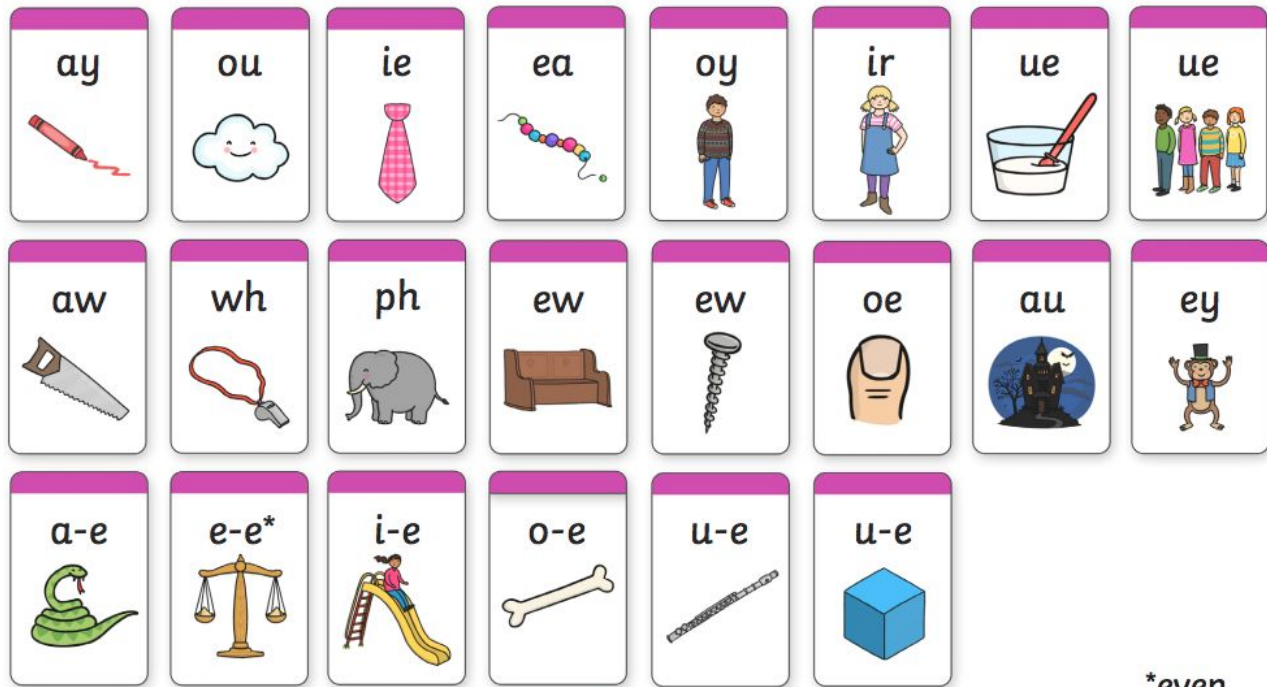 ay ou ie ea oy ir ue ue
aw wh ph ew ew oe au ey
a-e e-e* i-e o-e u-e u-e
*even